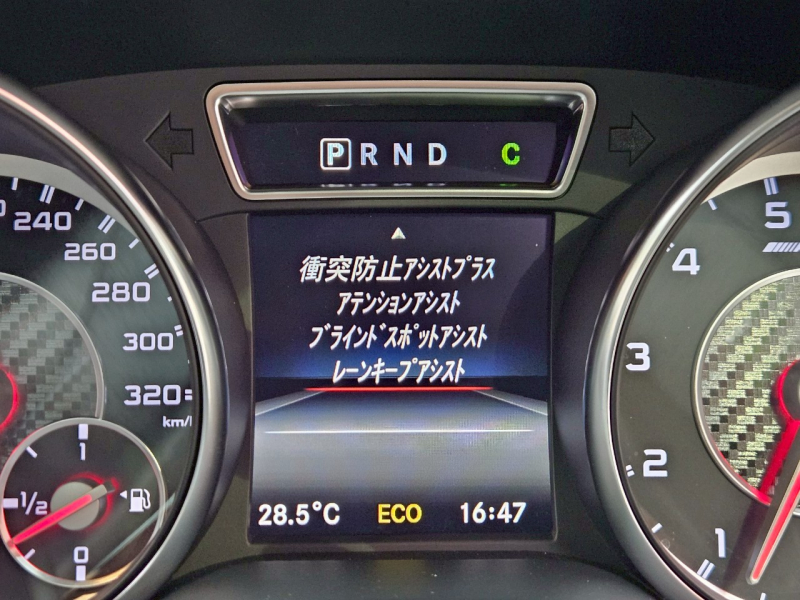 P R N D C
衝突防止アシストプラス
アテンションアシスト
ブラインドスポットアシスト
レーンキープアシスト
28.5°C ECO 16:47
240
260
280
300
320
km/
1
1/2
0
5
4
3
2
1